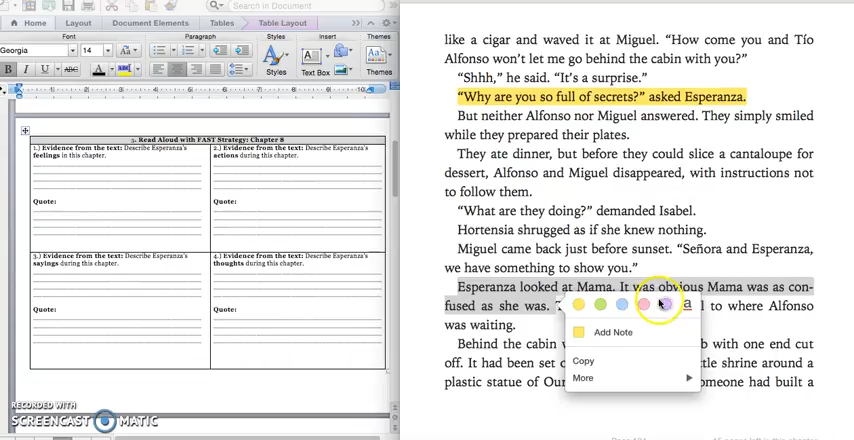 Search in Document
Home Layout Document Elements Tables Table Layout
Font Paragraph Styles Insert Themes
Georgia 14 Aa
B I U ABC A Styles Text Box Themes
5. Read Aloud with FAST Strategy: Chapter 8
1.) Evidence from the text: Describe Esperanza's
feelings in this chapter.
Quote:
2.) Evidence from the text: Describe Esperanza's
actions during this chapter.
Quote:
3.) Evidence from the text: Describe Esperanza's
sayings during this chapter.
Quote:
4.) Evidence from the text: Describe Esperanza's
thoughts during this chapter.
Quote:
RECORDED WITH
SCREENCAST MATIC
like a cigar and waved it at Miguel. “How come you and Tío
Alfonso won’t let me go behind the cabin with you?”
“Shhh,” he said. “It’s a surprise.”
“Why are you so full of secrets?” asked Esperanza.
But neither Alfonso nor Miguel answered. They simply smiled
while they prepared their plates.
They ate dinner, but before they could slice a cantaloupe for
dessert, Alfonso and Miguel disappeared, with instructions not
to follow them.
“What are they doing?” demanded Isabel.
Hortensia shrugged as if she knew nothing.
Miguel came back just before sunset. “Señora and Esperanza,
we have something to show you.”
Esperanza looked at Mama. It was obvious Mama was as con-
fused as she was. to where Alfonso
was waiting.
Behind the cabin with one end cut
off. It had been set shrine around a
plastic statue of Our someone had built a
a
Add Note
Copy
More